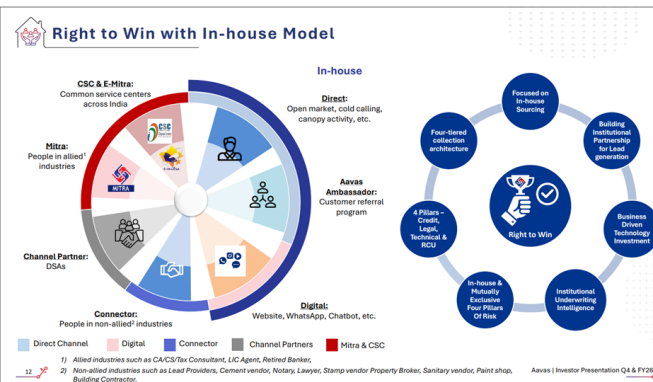 Right to Win with In-house Model
In-house
CSC & E-Mitra:
Common service centers
across India
Mitra:
People in allied¹
industries
Channel Partner:
DSAs
Connector:
People in non-allied² industries
Direct:
Open market, cold calling,
canopy activity, etc.
Aavas
Ambassador:
Customer referral
program
Digital:
Website, WhatsApp, Chatbot, etc.
CSC
MITRA
Focused on
In-house
Sourcing
Building
Institutional
Partnership
for Lead
generation
Business
Driven
Technology
Investment
Institutional
Underwriting
Intelligence
In-house &
Mutually
Exclusive
Four Pillars
Of Risk
4 Pillars –
Credit,
Legal,
Technical &
RCU
Four-tiered
collection
architecture
Right to Win
Direct Channel
Digital
Connector
Channel Partners
Mitra & CSC
1) Allied industries such as CA/CS/Tax Consultant, LIC Agent, Retired Banker,
2) Non-allied industries such as Lead Providers, Cement vendor, Notary, Lawyer, Stamp vendor Property Broker, Sanitary vendor, Paint shop,
Building Contractor.
12
Aavas | Investor Presentation Q4 & FY26